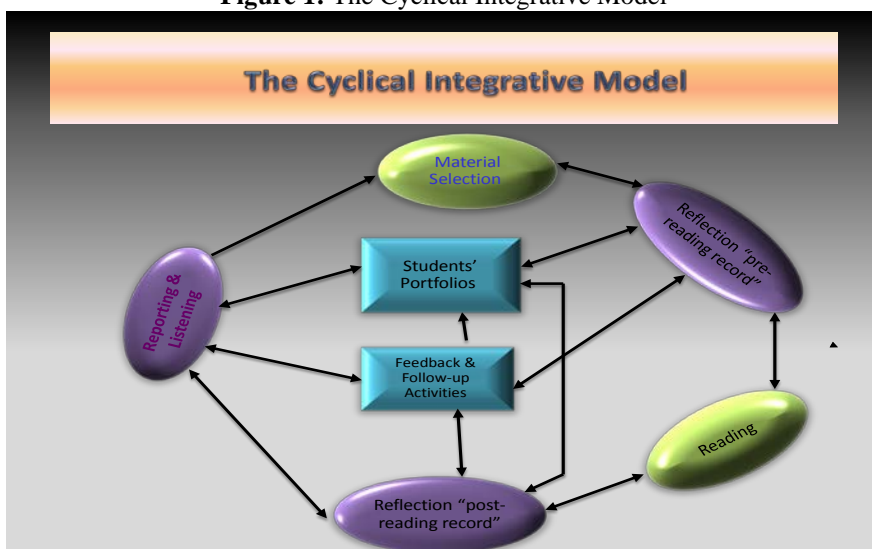 Figure 1. The Cyclical Integrative Model
The Cyclical Integrative Model
Material
Selection
Reflection "pre-
reading record"
Students'
Portfolios
Reporting &
Listening
Feedback &
Follow-up
Activities
Reading
Reflection "post-
reading record"